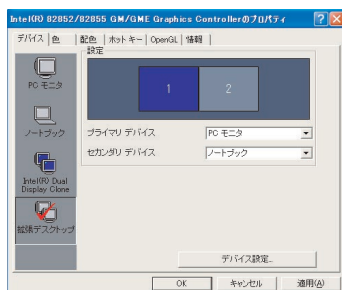 Intel(R) 82852/82855 GM/GME Graphics Controllerのプロパティ
デバイス 色 配色 ホット キー OpenGL 情報
設定
PC モニタ
1 2
ノートブック
プライマリ デバイス PC モニタ
セカンダリ デバイス ノートブック
Intel(R) Dual
Display Clone
拡張デスクトップ
デバイス設定...
OK キャンセル 適用(A)